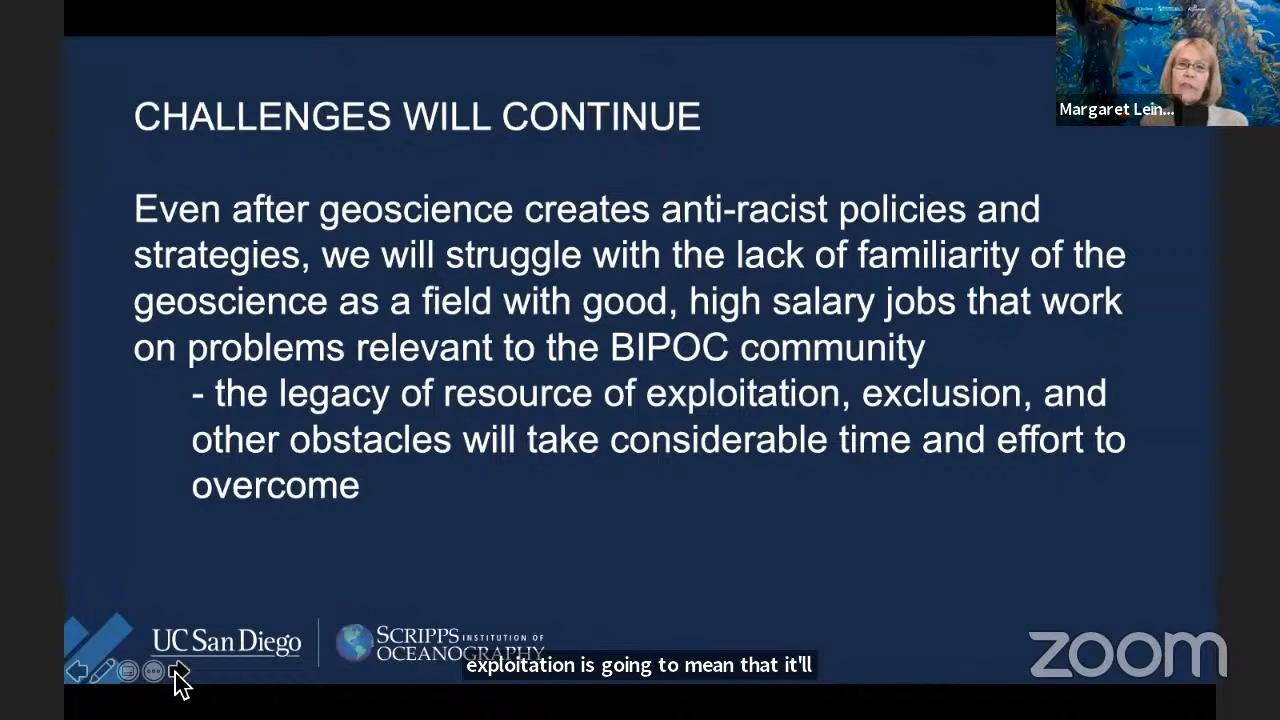 Margaret Lein...
CHALLENGES WILL CONTINUE
Even after geoscience creates anti-racist policies and
strategies, we will struggle with the lack of familiarity of the
geoscience as a field with good, high salary jobs that work
on problems relevant to the BIPOC community
- the legacy of resource of exploitation, exclusion, and
other obstacles will take considerable time and effort to
overcome
UC San Diego
SCRIPPS INSTITUTION OF
OCEANOGRAPHY
exploitation is going to mean that it'll
zoom